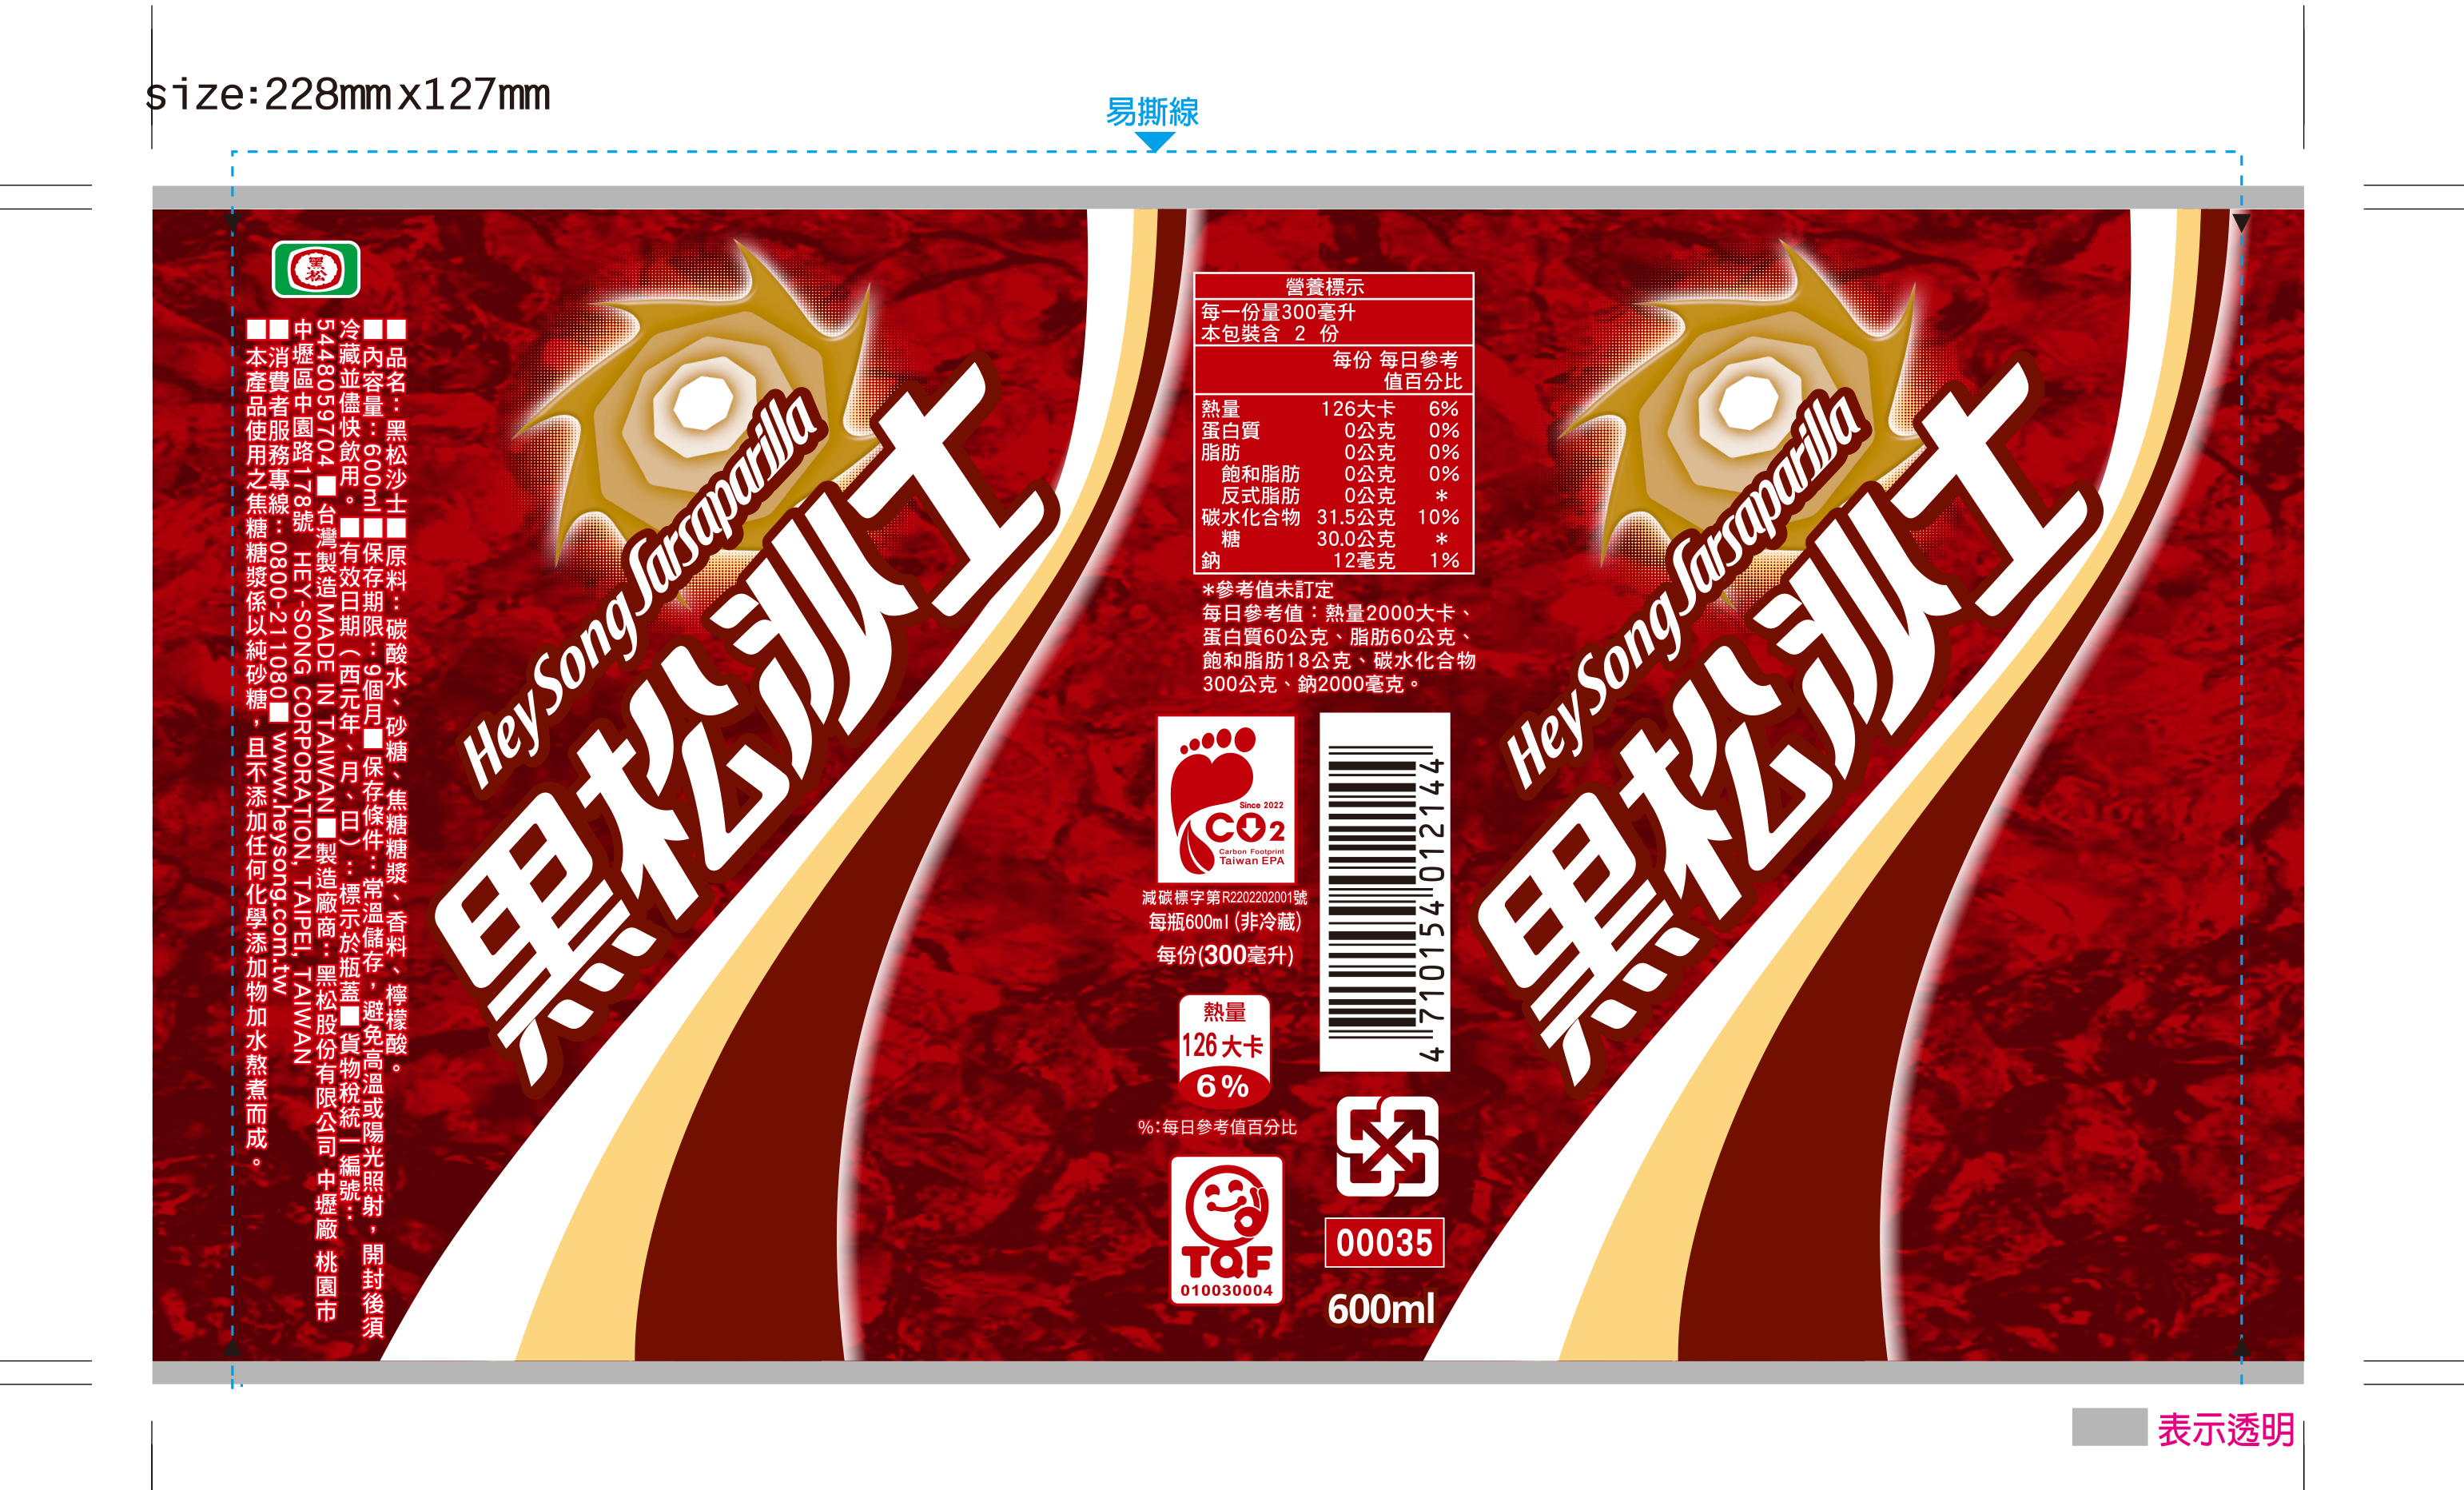 size:228mmx127mm
易撕線
黑松
■品名：黑松沙士■原料：碳酸水、砂糖、焦糖糖漿、香料、檸檬酸。
■內容量：600ml■保存期限：9個月■保存條件：常溫儲存，避免高溫或陽光照射，開封後須
冷藏並儘快飲用。■有效日期（西元年、月、日）：標示於瓶蓋■貨物稅統一編號：
5448059704■台灣製造MADE IN TAIWAN■製造廠商：黑松股份有限公司 中壢廠 桃園市
中壢區中園路178號 HEY-SONG CORPORATION, TAIPEI, TAIWAN
■消費者服務專線：0800-211080■www.heysong.com.tw
■本產品使用之焦糖糖漿係以純砂糖，且不添加任何化學添加物加水熬煮而成。
HeySong Sarsaparilla
黑松沙士
營養標示
每一份量300毫升
本包裝含 2 份
每份 每日參考
值百分比
熱量 126大卡 6%
蛋白質 0公克 0%
脂肪 0公克 0%
飽和脂肪 0公克 0%
反式脂肪 0公克 *
碳水化合物 31.5公克 10%
糖 30.0公克 *
鈉 12毫克 1%
*參考值未訂定
每日參考值：熱量2000大卡、
蛋白質60公克、脂肪60公克、
飽和脂肪18公克、碳水化合物
300公克、鈉2000毫克。
Since 2022
CO2
Carbon Footprint
Taiwan EPA
減碳標字第R2202202001號
每瓶600ml(非冷藏)
每份(300毫升)
熱量
126大卡
6%
%:每日參考值百分比
TQF
010030004
4710154012144
00035
600ml
HeySong Sarsaparilla
黑松沙士
表示透明